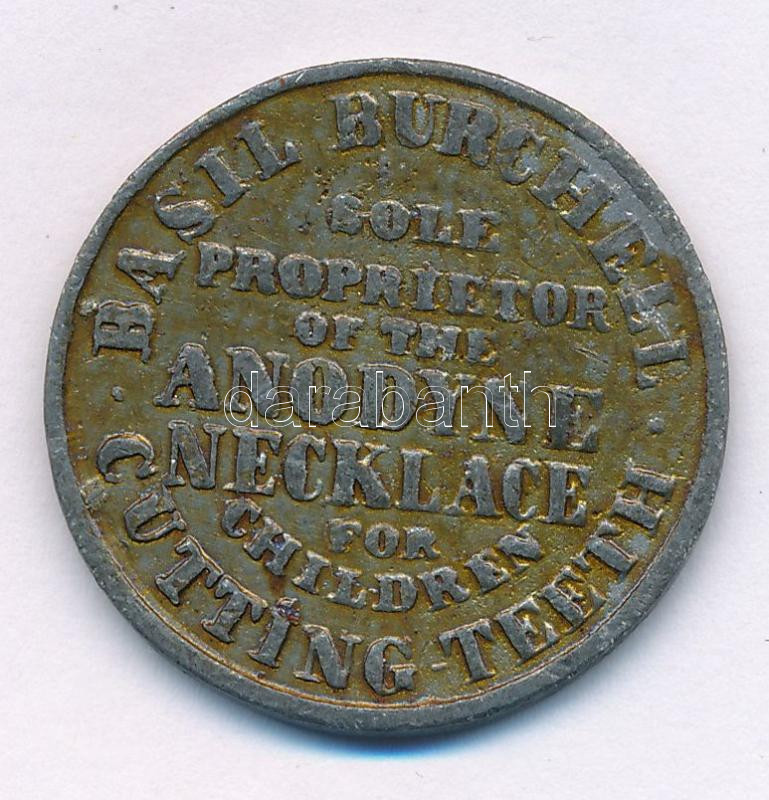 · BASIL BURCHELL ·
SOLE
PROPRIETOR
OF THE
ANODYNE
NECKLACE
FOR
CHILDREN
CUTTING-TEETH
darabanth